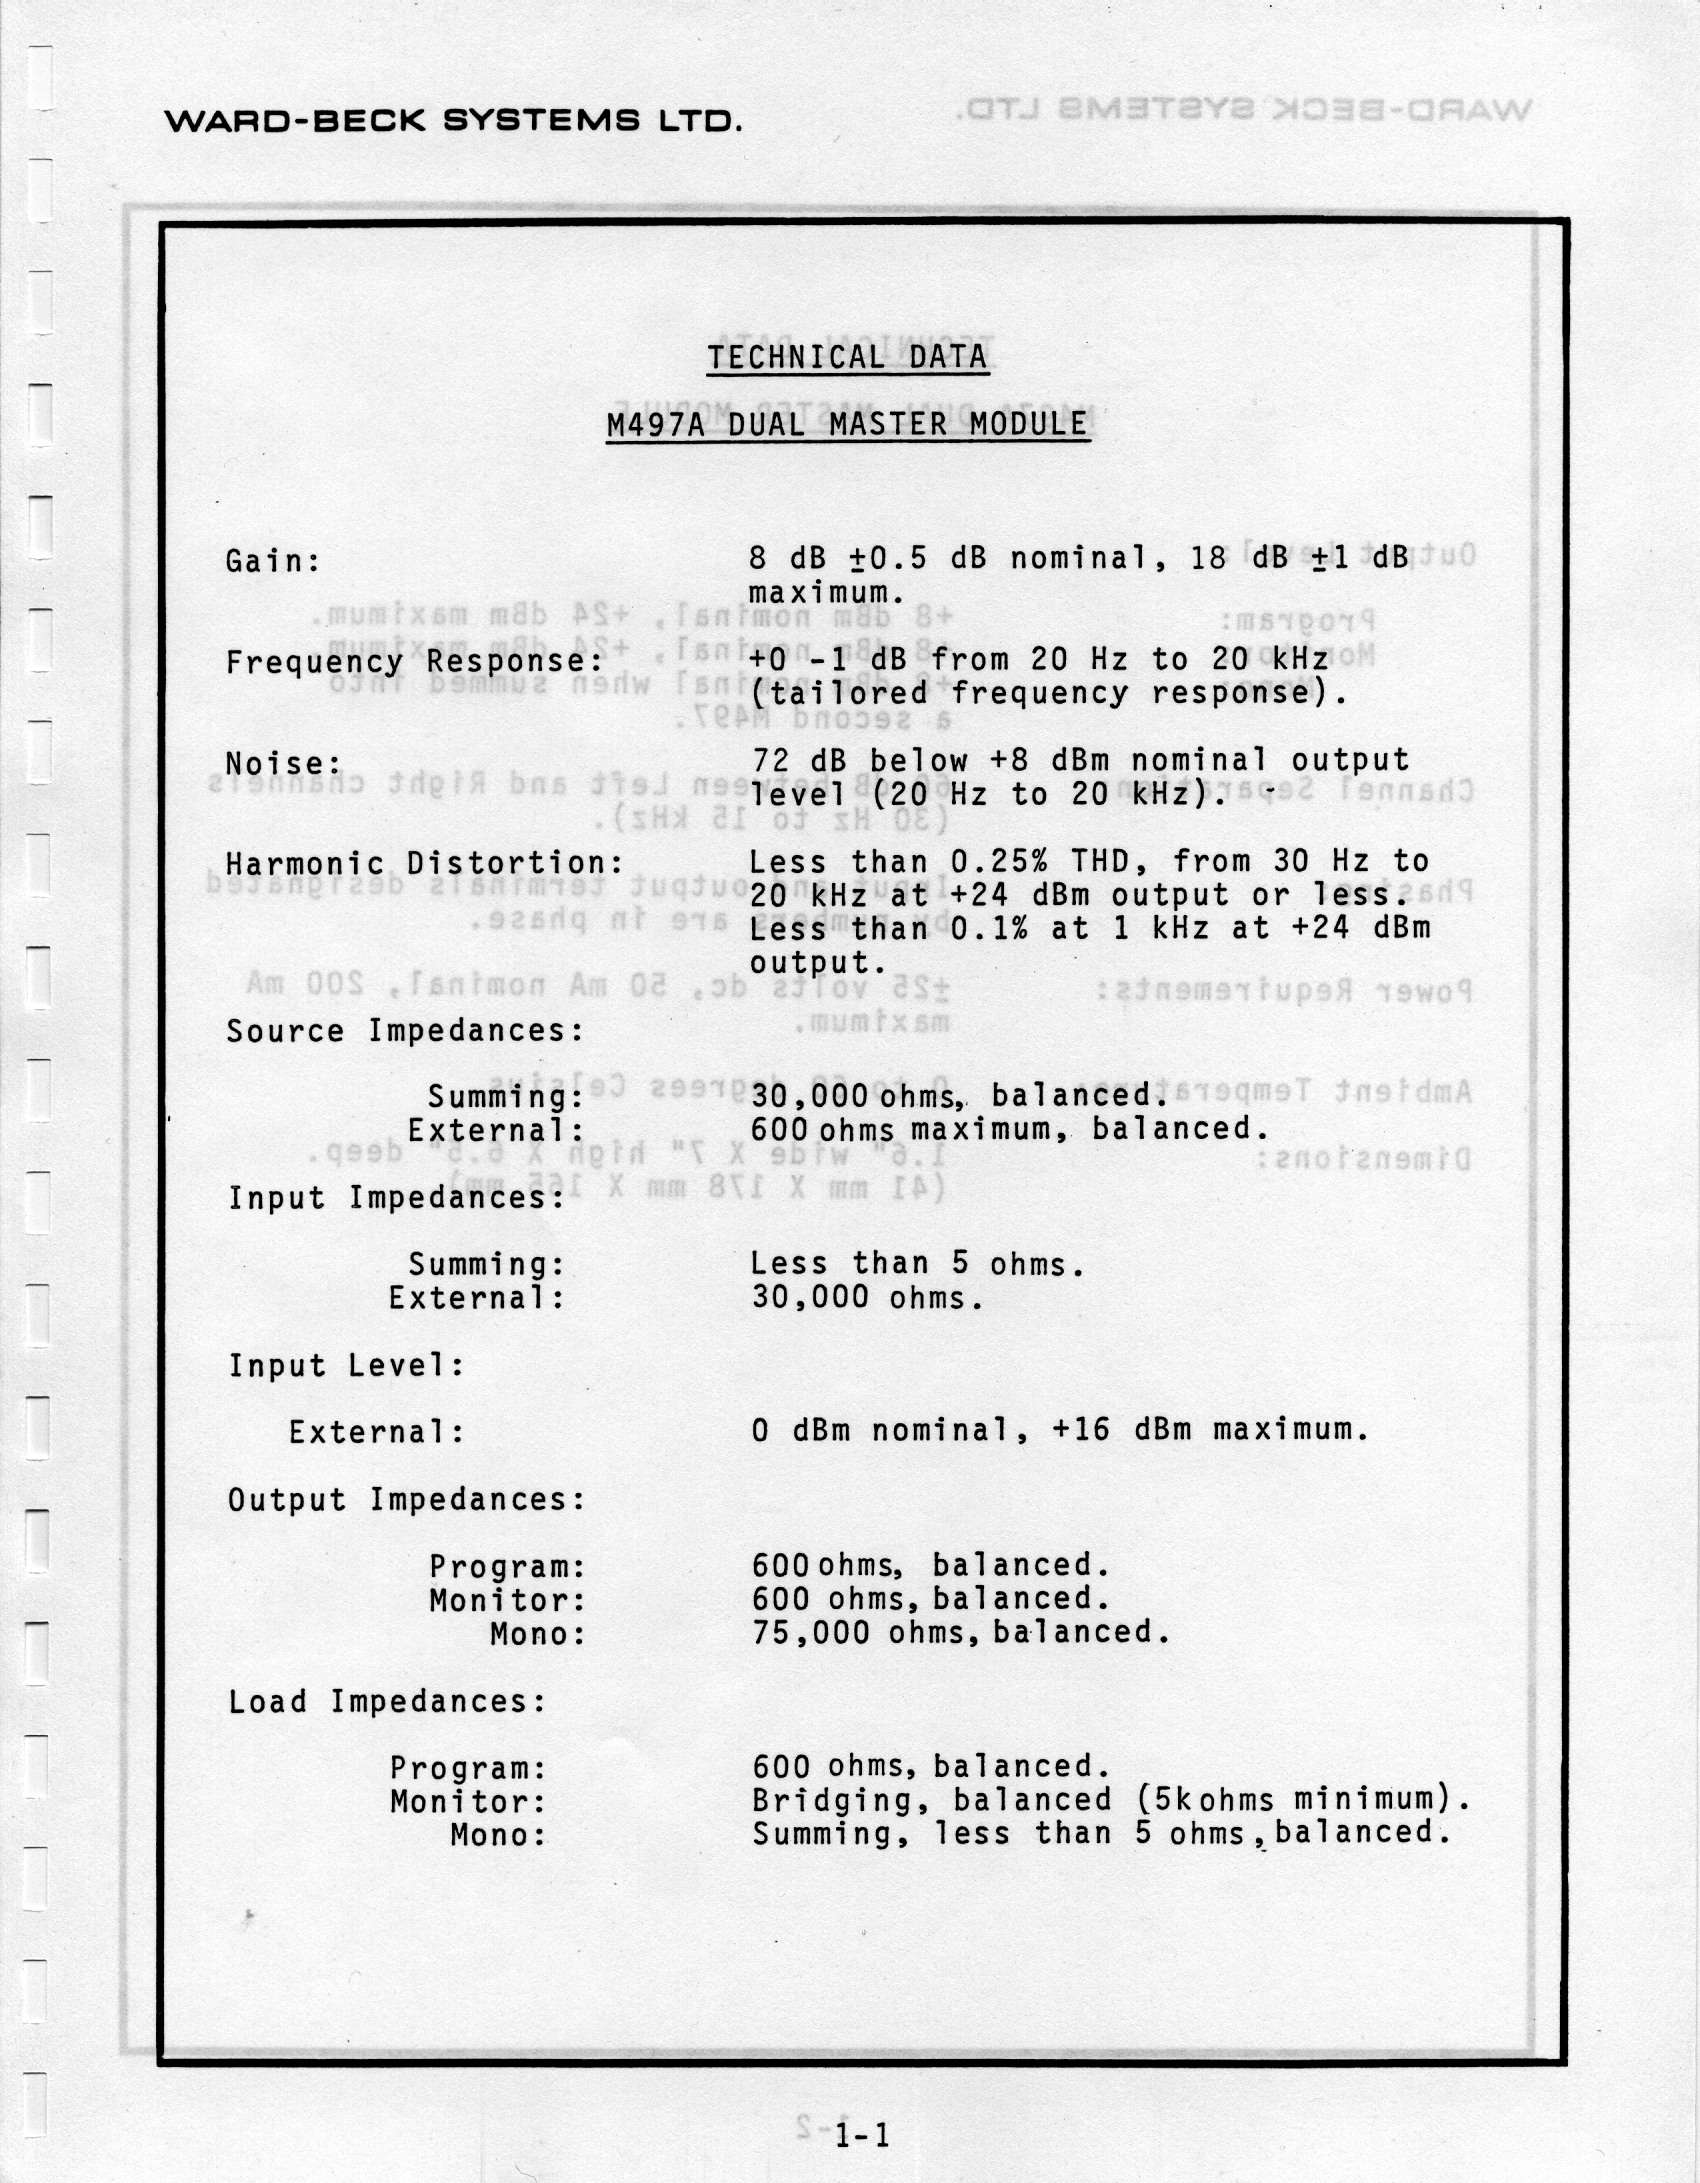 WARD-BECK SYSTEMS LTD.
TECHNICAL DATA
M497A DUAL MASTER MODULE
Gain: 8 dB ±0.5 dB nominal, 18 dB ±1 dB
maximum.
Frequency Response: +0 -1 dB from 20 Hz to 20 kHz
(tailored frequency response).
Noise: 72 dB below +8 dBm nominal output
level (20 Hz to 20 kHz).
Harmonic Distortion: Less than 0.25% THD, from 30 Hz to
20 kHz at +24 dBm output or less.
Less than 0.1% at 1 kHz at +24 dBm
output.
Source Impedances:
Summing: 30,000 ohms, balanced.
External: 600 ohms maximum, balanced.
Input Impedances:
Summing: Less than 5 ohms.
External: 30,000 ohms.
Input Level:
External: 0 dBm nominal, +16 dBm maximum.
Output Impedances:
Program: 600 ohms, balanced.
Monitor: 600 ohms, balanced.
Mono: 75,000 ohms, balanced.
Load Impedances:
Program: 600 ohms, balanced.
Monitor: Bridging, balanced (5kohms minimum).
Mono: Summing, less than 5 ohms, balanced.
1-1